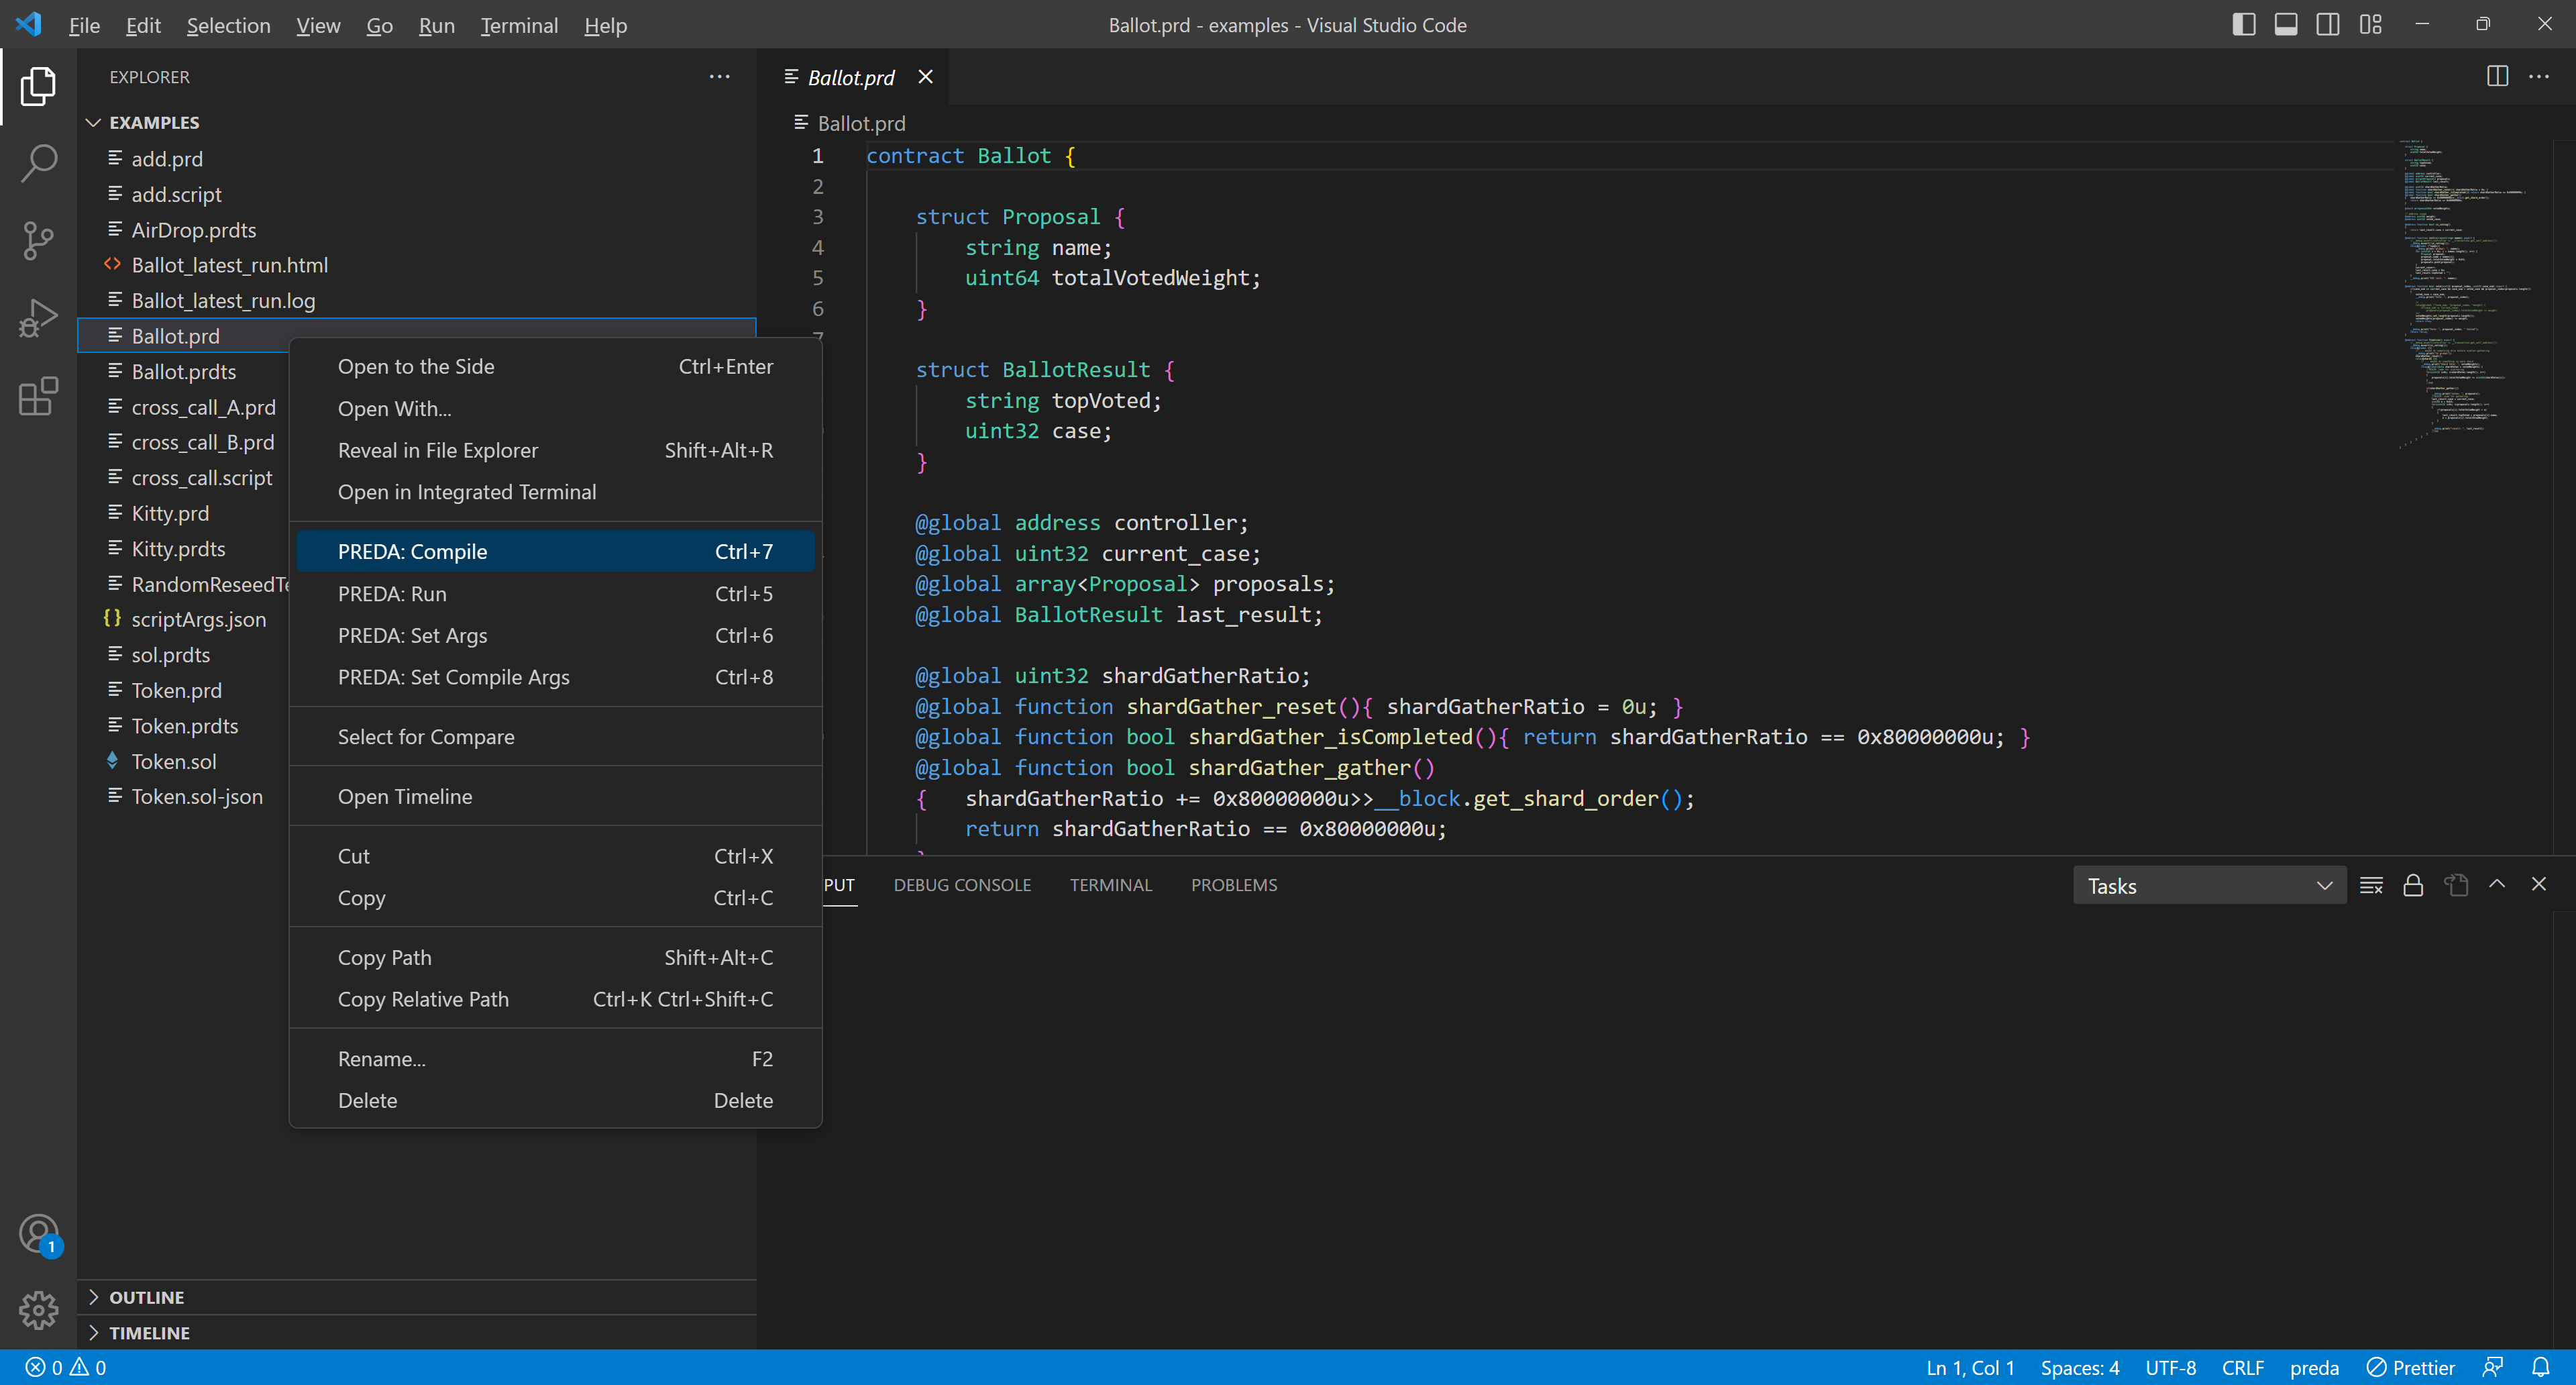 File Edit Selection View Go Run Terminal Help
Ballot.prd - examples - Visual Studio Code
EXPLORER
EXAMPLES
add.prd
add.script
AirDrop.prdts
Ballot_latest_run.html
Ballot_latest_run.log
Ballot.prd
Ballot.prdts
cross_call_A.prd
cross_call_B.prd
cross_call.script
Kitty.prd
Kitty.prdts
RandomReseedTe
scriptArgs.json
sol.prdts
Token.prd
Token.prdts
Token.sol
Token.sol-json
OUTLINE
TIMELINE
Open to the Side Ctrl+Enter
Open With...
Reveal in File Explorer Shift+Alt+R
Open in Integrated Terminal
PREDA: Compile Ctrl+7
PREDA: Run Ctrl+5
PREDA: Set Args Ctrl+6
PREDA: Set Compile Args Ctrl+8
Select for Compare
Open Timeline
Cut Ctrl+X
Copy Ctrl+C
Copy Path Shift+Alt+C
Copy Relative Path Ctrl+K Ctrl+Shift+C
Rename... F2
Delete Delete
Ballot.prd
Ballot.prd
1 contract Ballot {
2
3 struct Proposal {
4 string name;
5 uint64 totalVotedWeight;
6 }
7
struct BallotResult {
string topVoted;
uint32 case;
}
@global address controller;
@global uint32 current_case;
@global array<Proposal> proposals;
@global BallotResult last_result;
@global uint32 shardGatherRatio;
@global function shardGather_reset(){ shardGatherRatio = 0u; }
@global function bool shardGather_isCompleted(){ return shardGatherRatio == 0x80000000u; }
@global function bool shardGather_gather()
{ shardGatherRatio += 0x80000000u>>__block.get_shard_order();
return shardGatherRatio == 0x80000000u;
PUT DEBUG CONSOLE TERMINAL PROBLEMS
Tasks
1
0 0
Ln 1, Col 1 Spaces: 4 UTF-8 CRLF preda Prettier